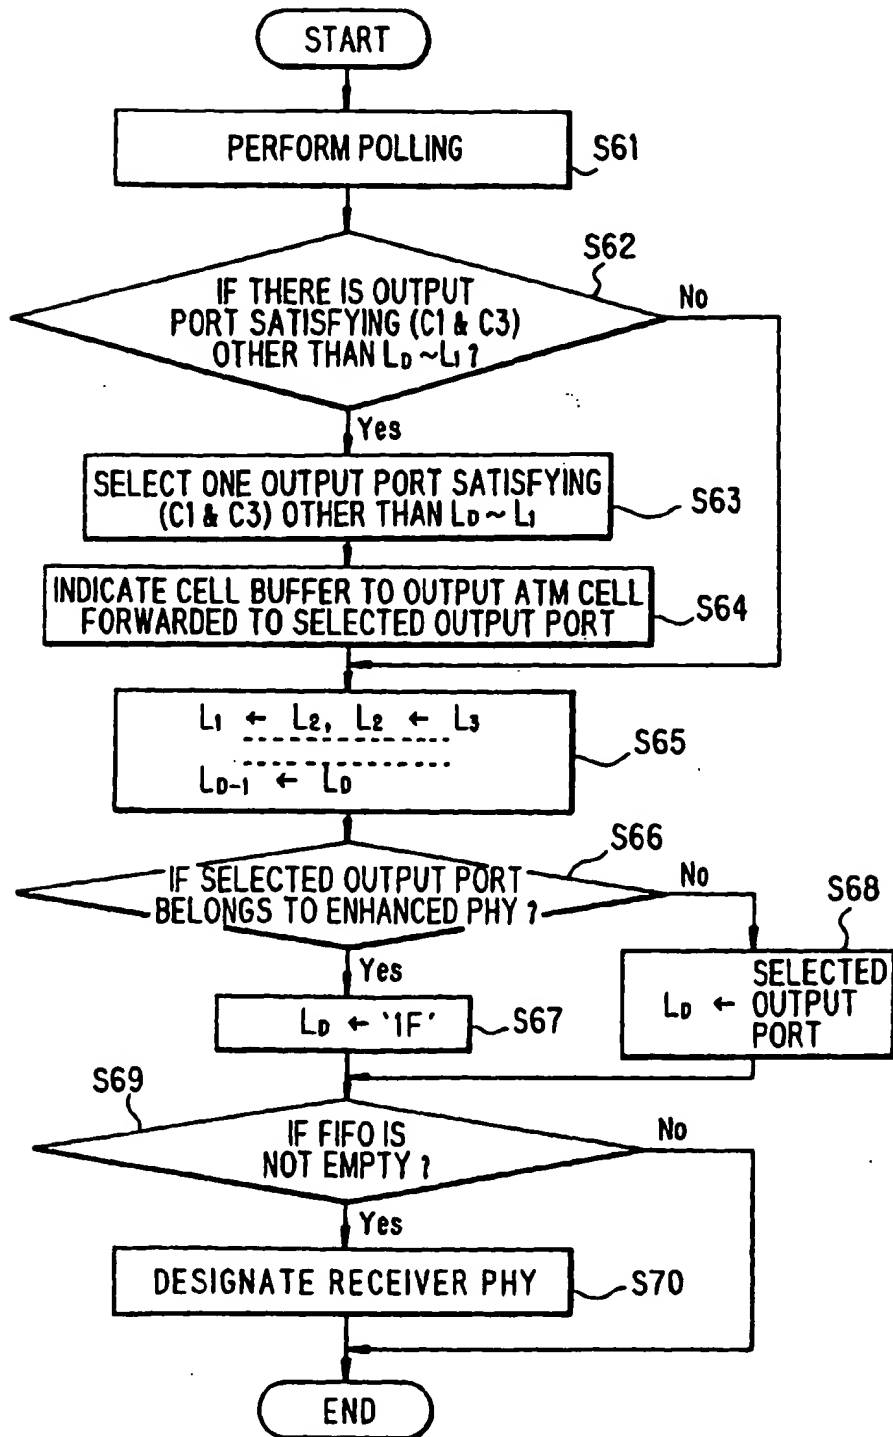 START
PERFORM POLLING
S61
S62
IF THERE IS OUTPUT
PORT SATISFYING (C1 & C3)
OTHER THAN LD ~ L1 ?
No
Yes
SELECT ONE OUTPUT PORT SATISFYING
(C1 & C3) OTHER THAN LD ~ L1
S63
INDICATE CELL BUFFER TO OUTPUT ATM CELL
FORWARDED TO SELECTED OUTPUT PORT
S64
L1 ← L2, L2 ← L3
LD-1 ← LD
S65
S66
IF SELECTED OUTPUT PORT
BELONGS TO ENHANCED PHY ?
No
Yes
S68
LD ← SELECTED
OUTPUT
PORT
LD ← '1F'
S67
S69
IF FIFO IS
NOT EMPTY ?
No
Yes
DESIGNATE RECEIVER PHY
S70
END